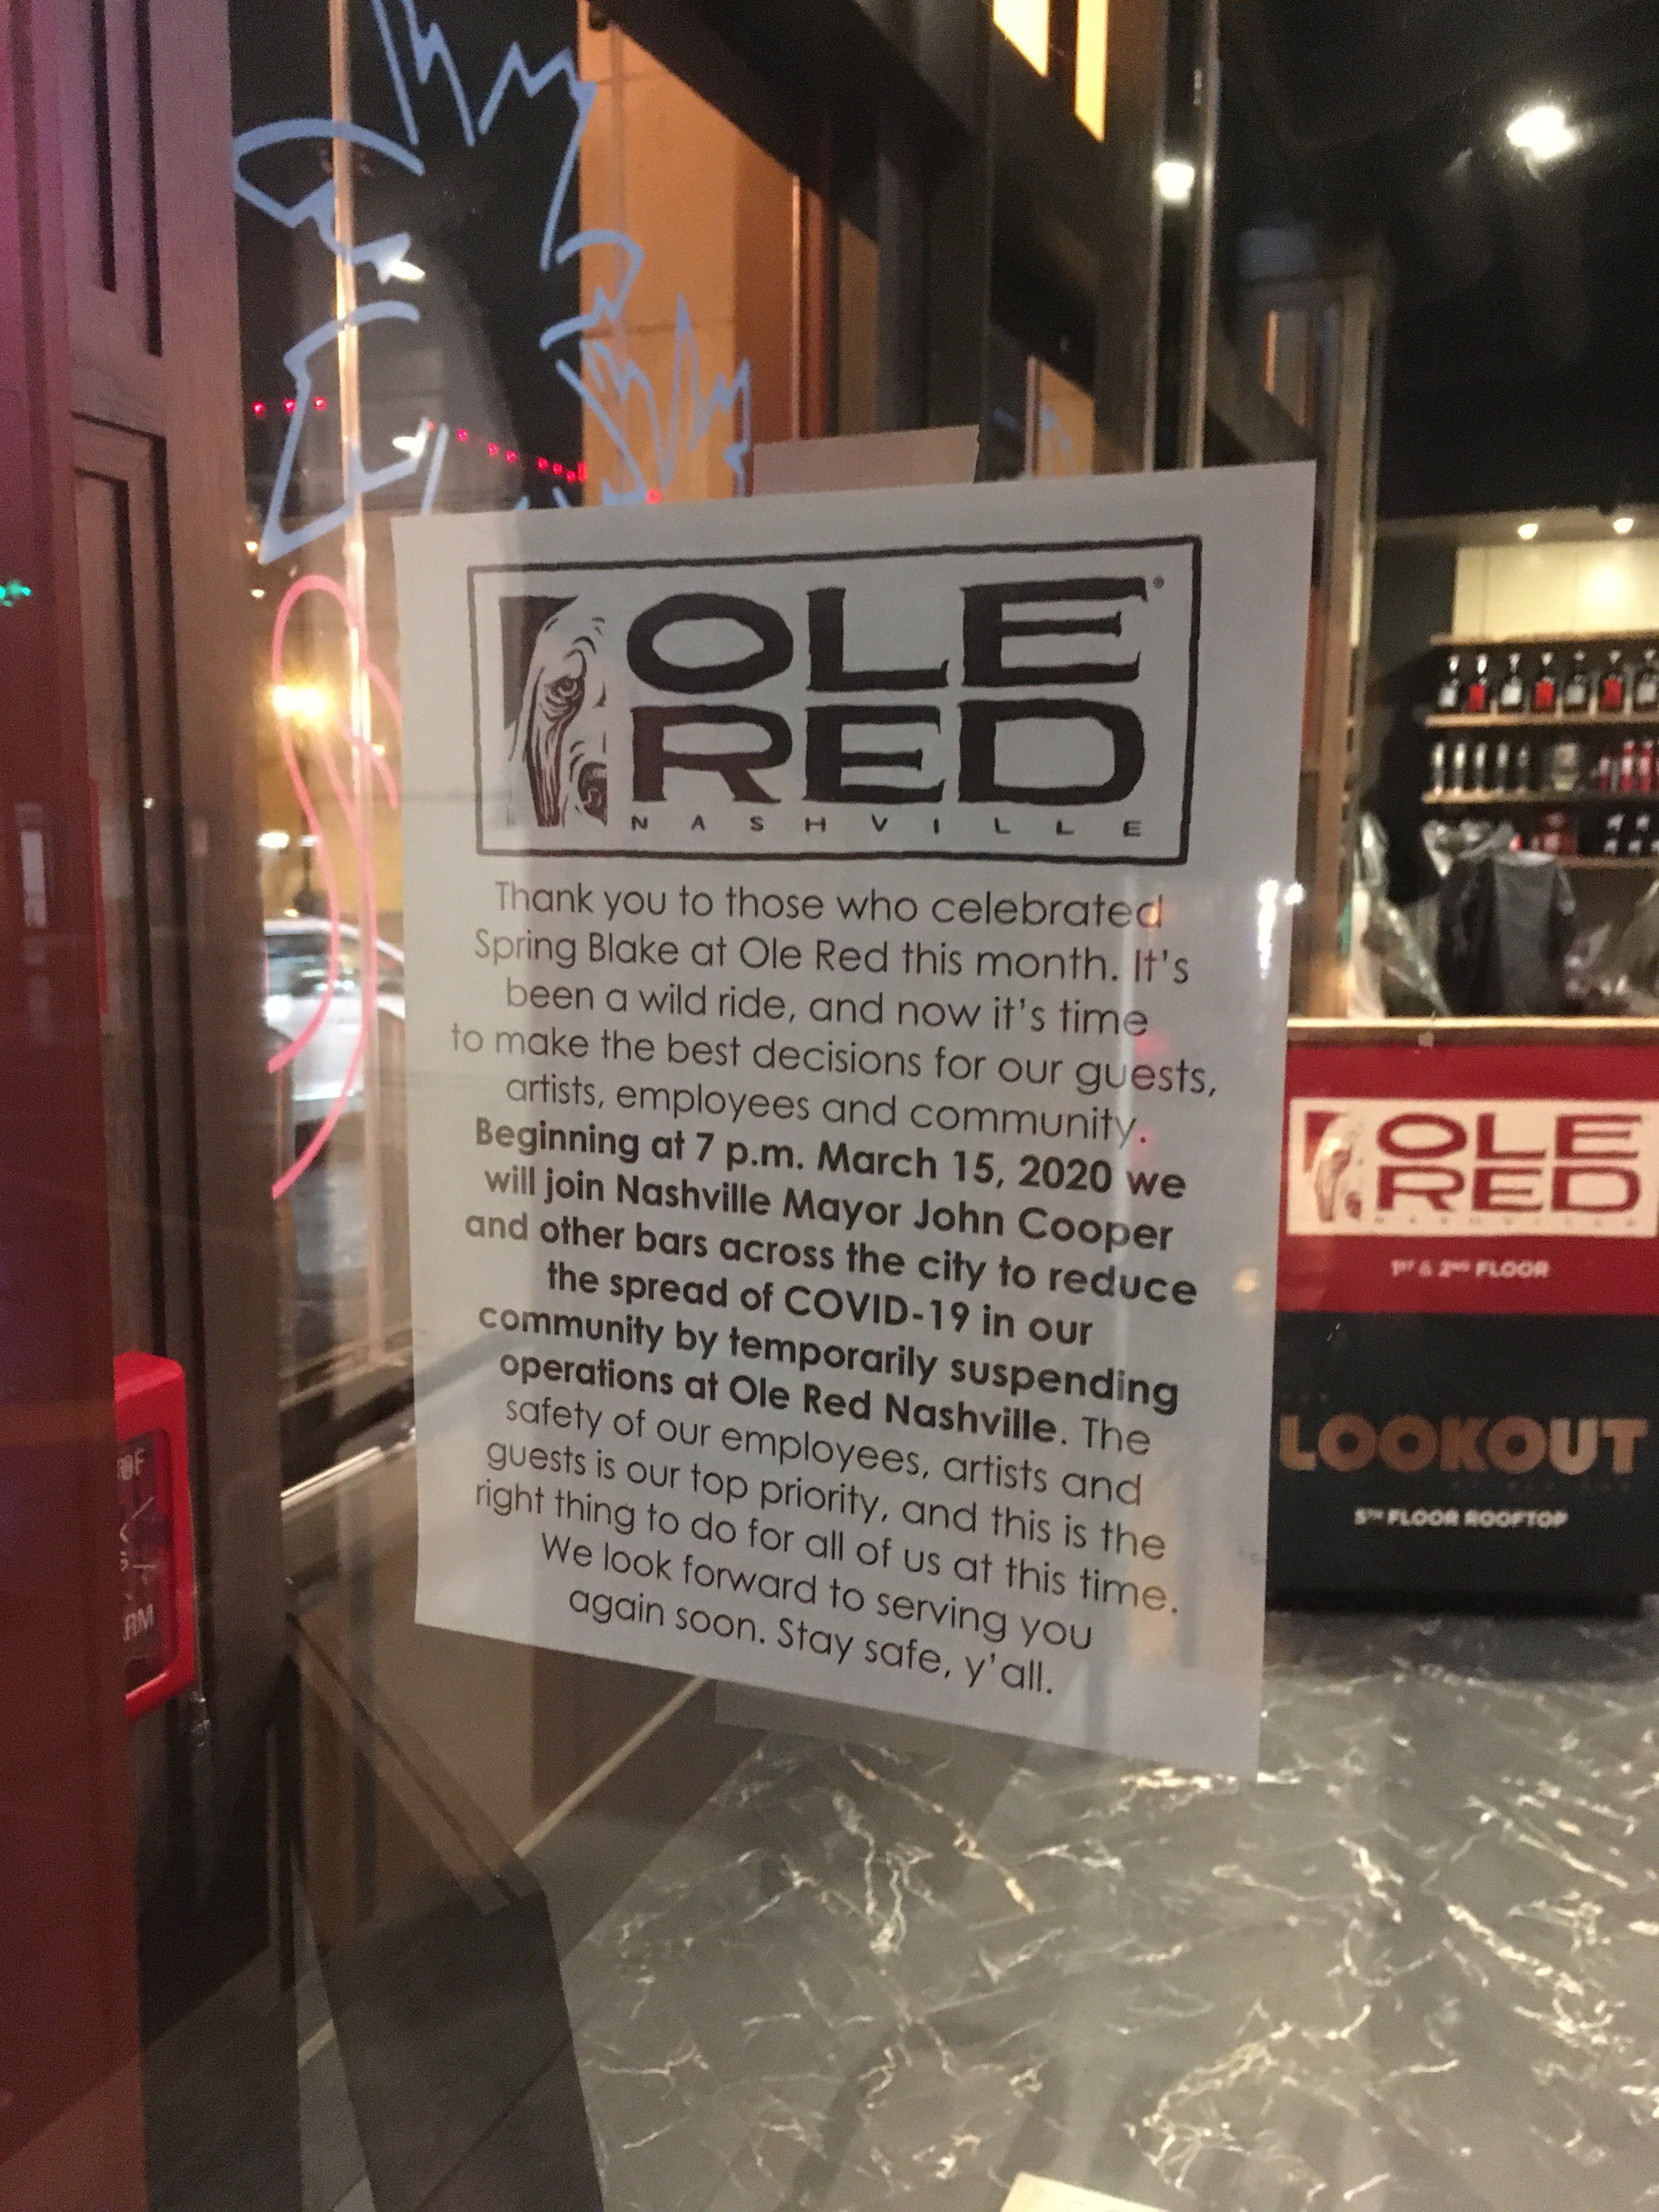 OLE
RED
NASHVILLE
Thank you to those who celebrated
Spring Blake at Ole Red this month. It's
been a wild ride, and now it's time
to make the best decisions for our guests,
artists, employees and community.
Beginning at 7 p.m. March 15, 2020 we
will join Nashville Mayor John Cooper
and other bars across the city to reduce
the spread of COVID-19 in our
community by temporarily suspending
operations at Ole Red Nashville. The
safety of our employees, artists and
guests is our top priority, and this is the
right thing to do for all of us at this time.
We look forward to serving you
again soon. Stay safe, y'all.
OLE
RED
NASHVILLE
1ST & 2ND FLOOR
LOOKOUT
5TH FLOOR ROOFTOP